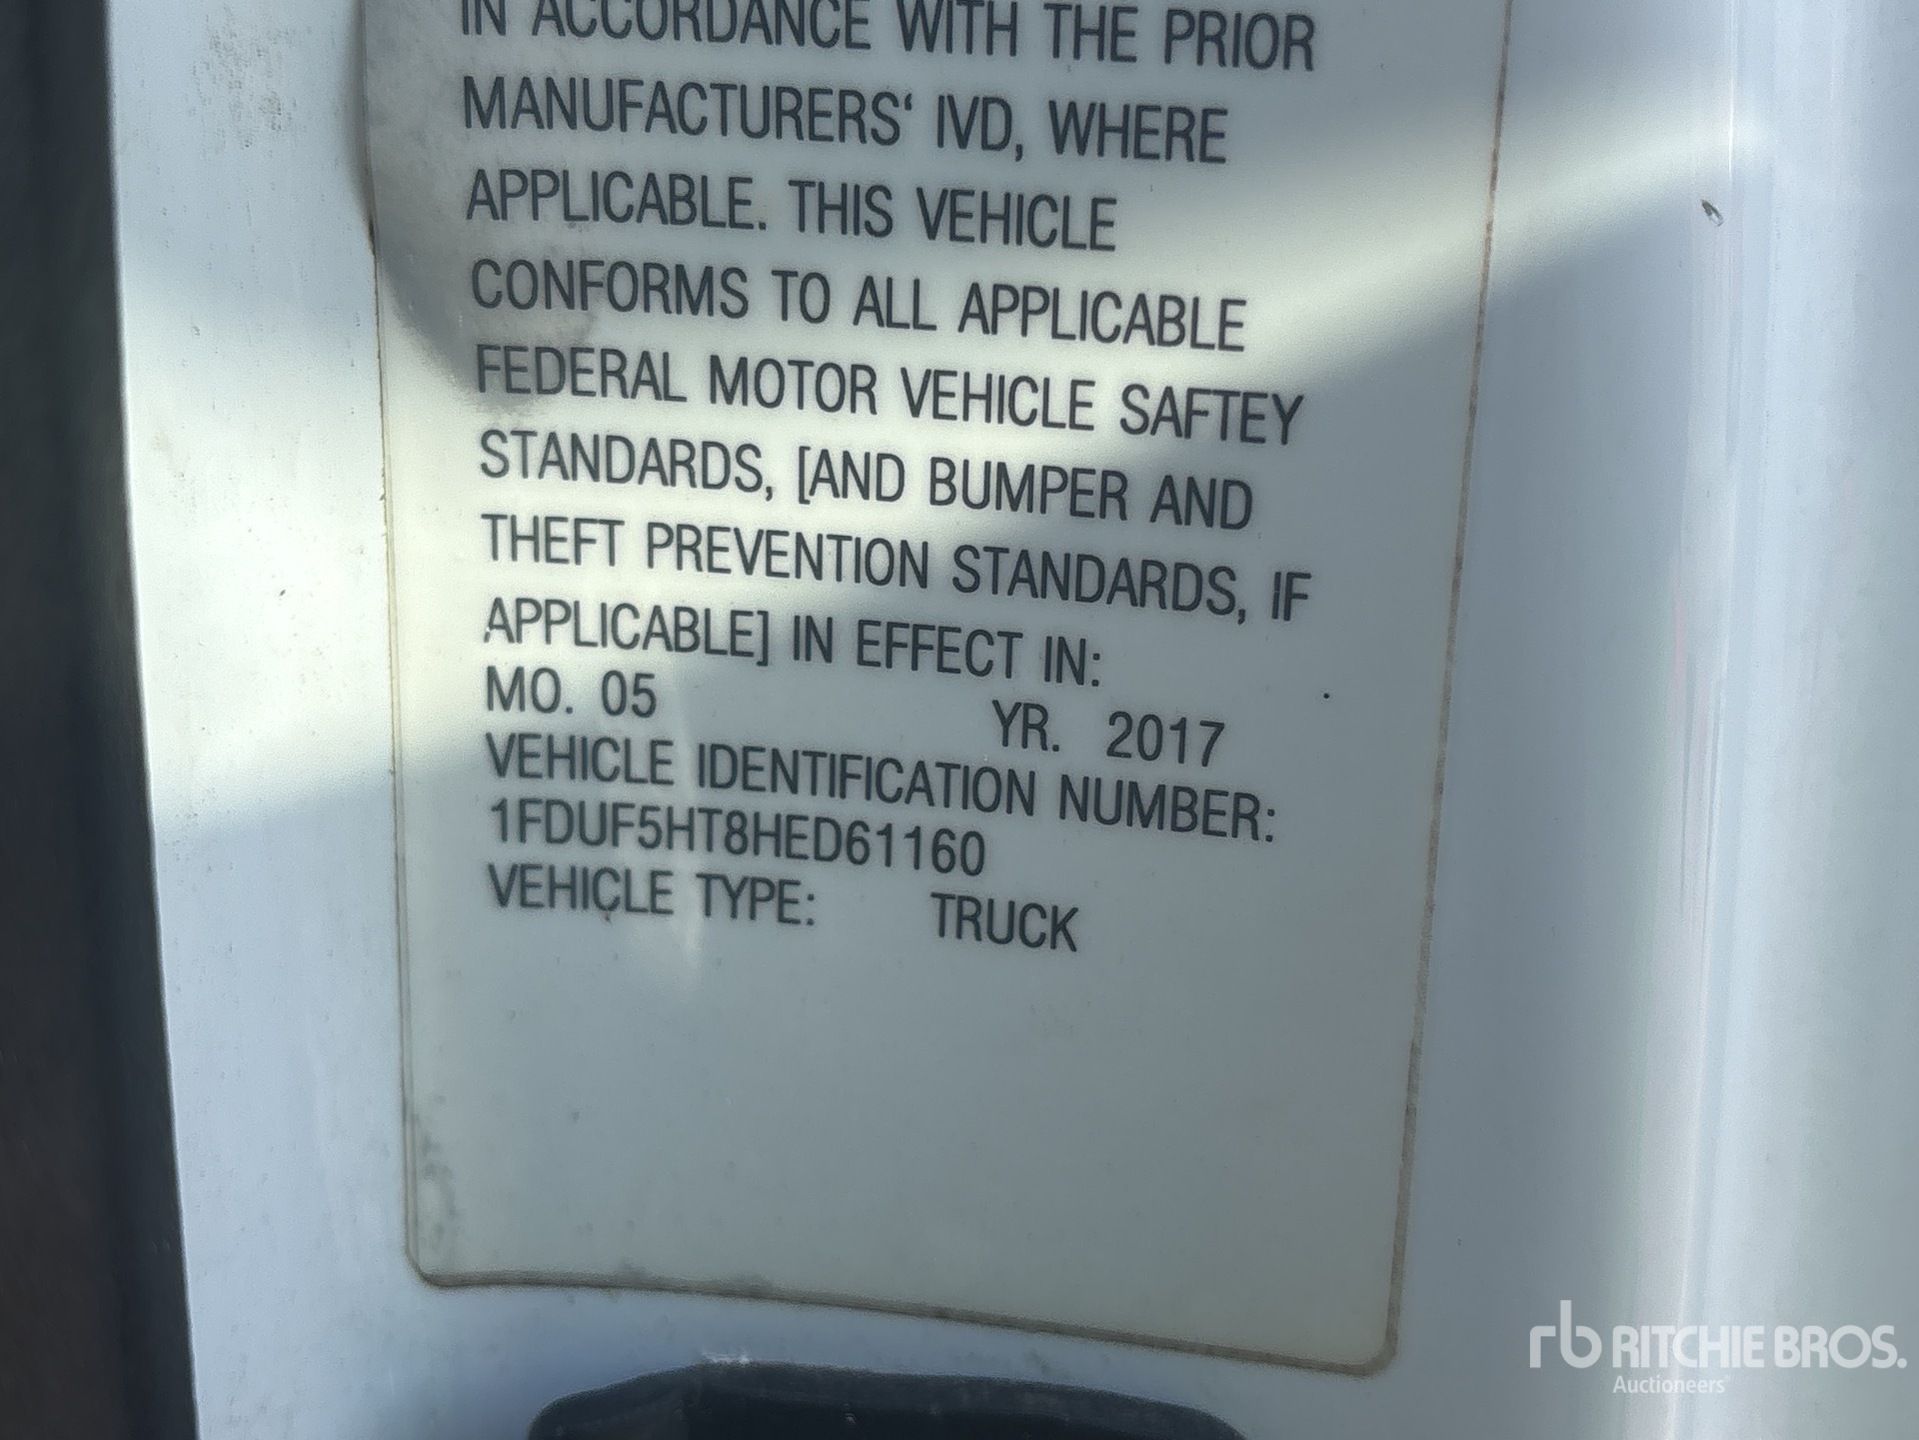 IN ACCORDANCE WITH THE PRIOR
MANUFACTURERS‘ IVD, WHERE
APPLICABLE. THIS VEHICLE
CONFORMS TO ALL APPLICABLE
FEDERAL MOTOR VEHICLE SAFTEY
STANDARDS, [AND BUMPER AND
THEFT PREVENTION STANDARDS, IF
APPLICABLE] IN EFFECT IN:
MO. 05 YR. 2017
VEHICLE IDENTIFICATION NUMBER:
1FDUF5HT8HED61160
VEHICLE TYPE: TRUCK
rb RITCHIE BROS.
Auctioneers